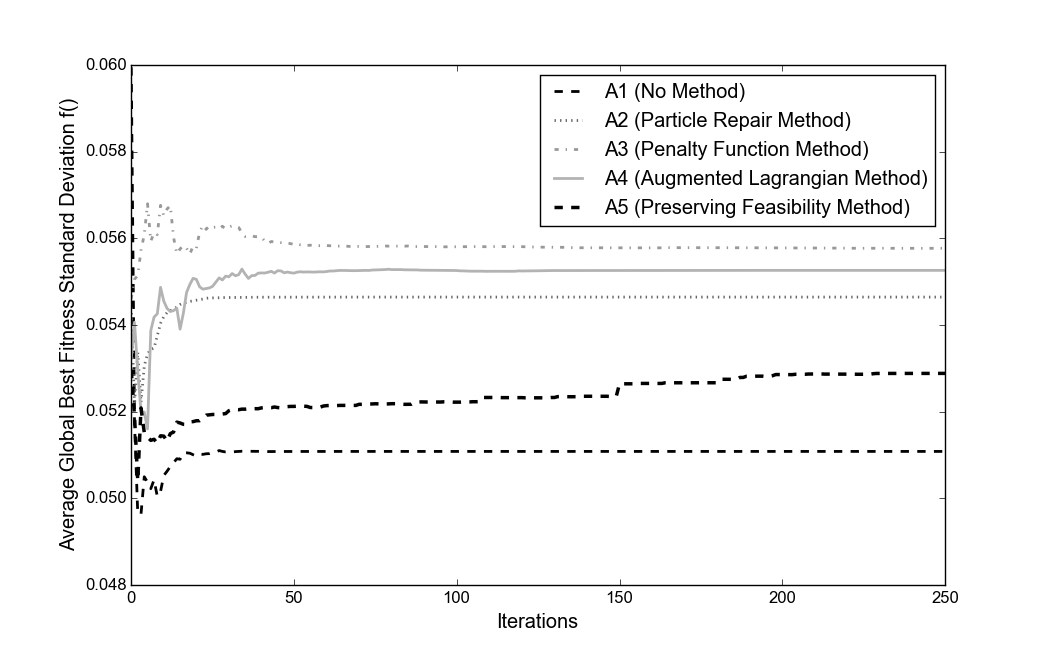 0.060
0.058
0.056
0.054
0.052
0.050
0.048
Average Global Best Fitness Standard Deviation f()
A1 (No Method)
A2 (Particle Repair Method)
A3 (Penalty Function Method)
A4 (Augmented Lagrangian Method)
A5 (Preserving Feasibility Method)
0 50 100 150 200 250
Iterations